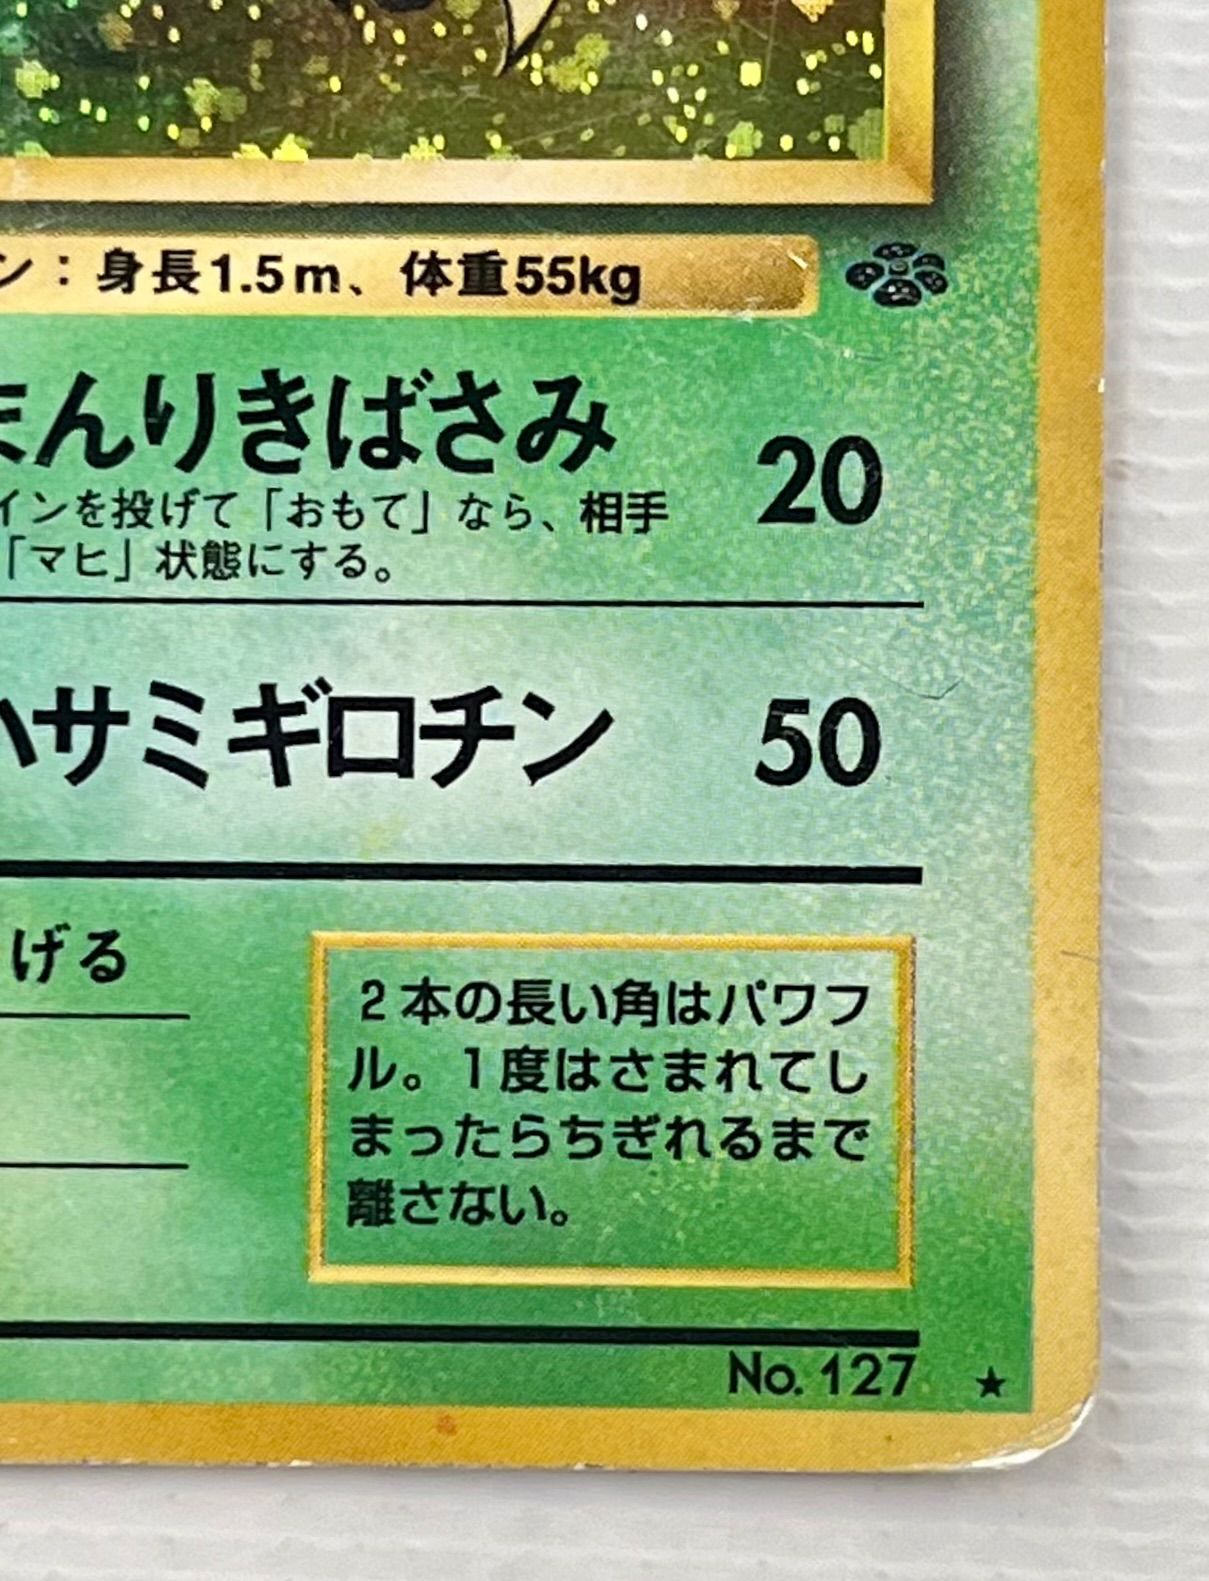 ン：身長1.5m、体重55kg
まんりきばさみ 20
インを投げて「おもて」なら、相手
「マヒ」状態にする。
ハサミギロチン 50
げる
2本の長い角はパワフ
ル。1度はさまれてし
まったらちぎれるまで
離さない。
No. 127 ★